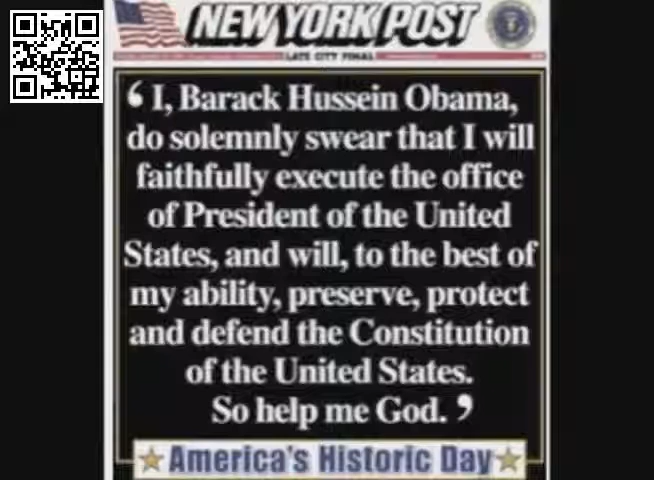 NEW YORK POST
LATE CITY FINAL
‘ I, Barack Hussein Obama,
do solemnly swear that I will
faithfully execute the office
of President of the United
States, and will, to the best of
my ability, preserve, protect
and defend the Constitution
of the United States.
So help me God. ’
America's Historic Day